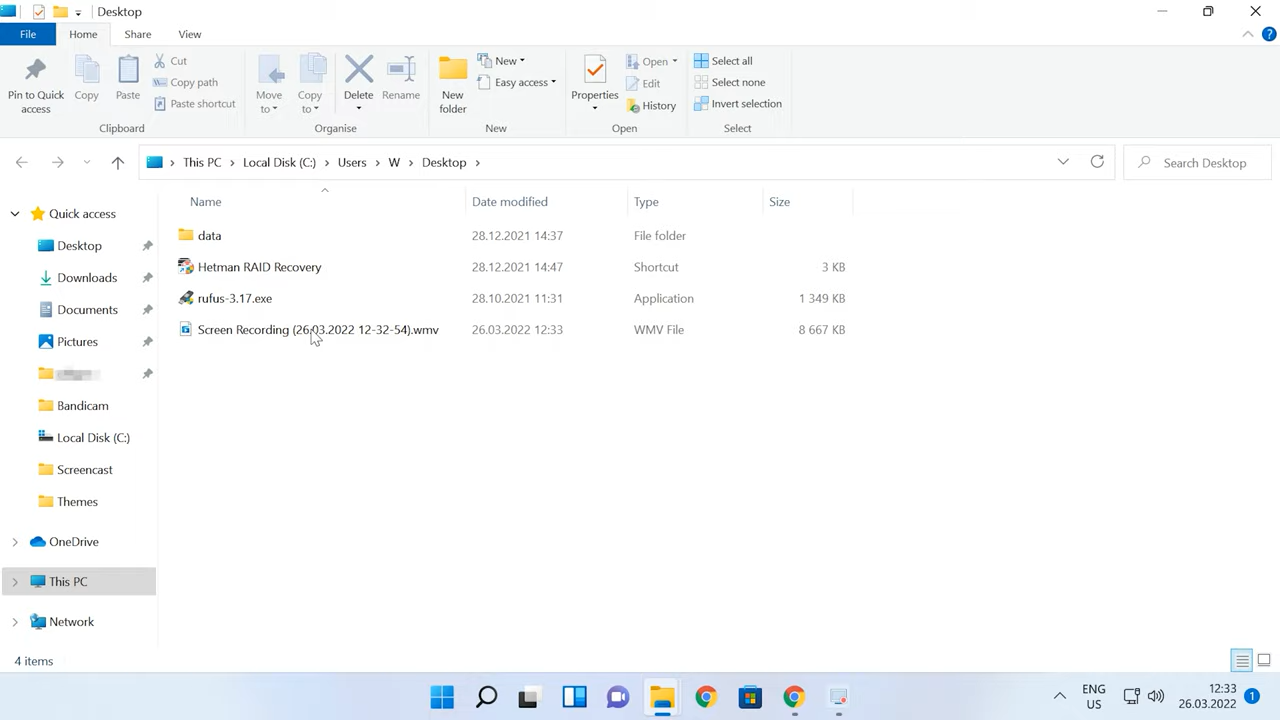 Desktop
File Home Share View
Pin to Quick access
Copy
Paste
Cut
Copy path
Paste shortcut
Clipboard
Move to
Copy to
Delete
Rename
Organise
New folder
New
Easy access
New
Properties
Open
Edit
History
Open
Select all
Select none
Invert selection
Select
This PC > Local Disk (C:) > Users > W > Desktop >
Search Desktop
Name Date modified Type Size
data 28.12.2021 14:37 File folder
Hetman RAID Recovery 28.12.2021 14:47 Shortcut 3 KB
rufus-3.17.exe 28.10.2021 11:31 Application 1 349 KB
Screen Recording (26.03.2022 12-32-54).wmv 26.03.2022 12:33 WMV File 8 667 KB
Quick access
Desktop
Downloads
Documents
Pictures
Bandicam
Local Disk (C:)
Screencast
Themes
OneDrive
This PC
Network
4 items
ENG
US
12:33
26.03.2022
1